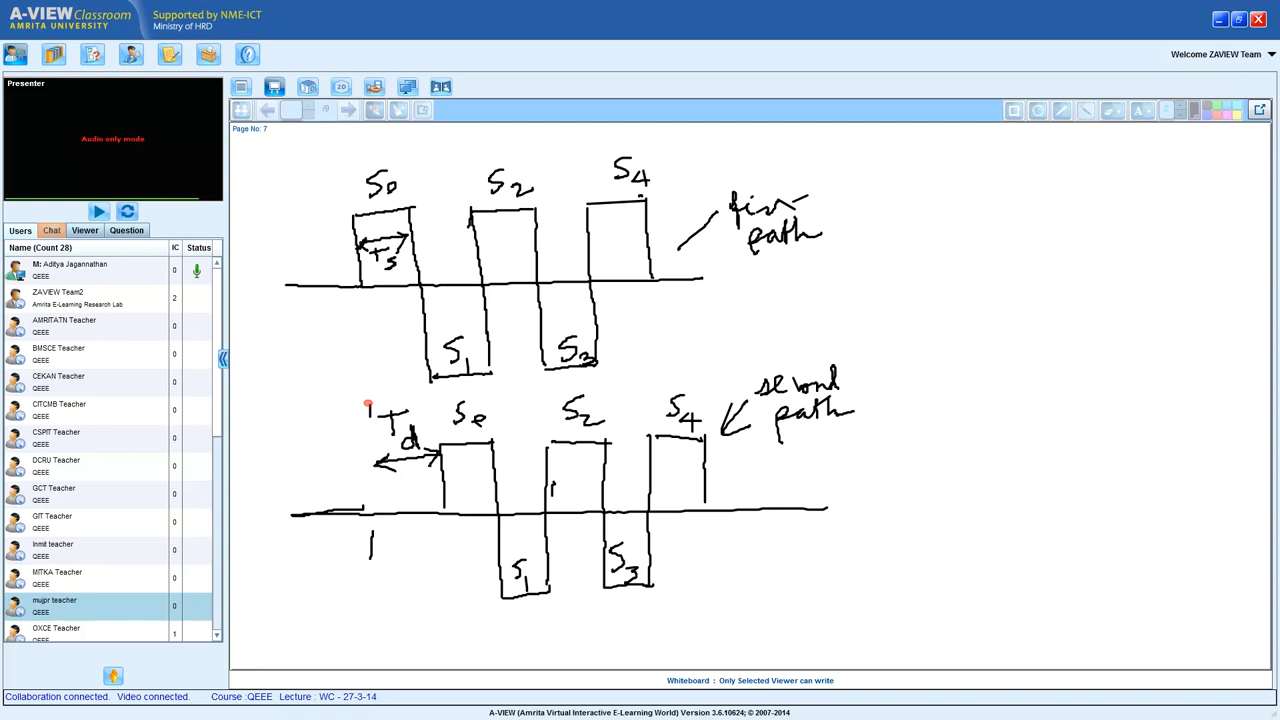 A-VIEW Classroom
AMRITA UNIVERSITY
Supported by NME-ICT
Ministry of HRD
Welcome ZAVIEW Team
Presenter
Audio only mode
Users Chat Viewer Question
Name (Count 28) IC Status
M: Aditya Jagannathan 0
QEEE
ZAVIEW Team2 2
Amrita E-Learning Research Lab
AMRITATN Teacher 0
QEEE
BMSCE Teacher 0
QEEE
CEKAN Teacher 0
QEEE
CITCMB Teacher 0
QEEE
CSPIT Teacher 0
QEEE
DCRU Teacher 0
QEEE
GCT Teacher 0
QEEE
GIT Teacher 0
QEEE
Inmit teacher 0
QEEE
MITKA Teacher 0
QEEE
mujpr teacher 0
QEEE
OXCE Teacher 1
QEEE
2D
A
2
Page No: 7
S0 S2 S4
first
path
Ts
S1 S3
second
path
Td
S0 S2 S4
S1 S3
Whiteboard : Only Selected Viewer can write
Collaboration connected. Video connected. Course :QEEE Lecture : WC - 27-3-14
A-VIEW (Amrita Virtual Interactive E-Learning World) Version 3.6.10624; © 2007-2014